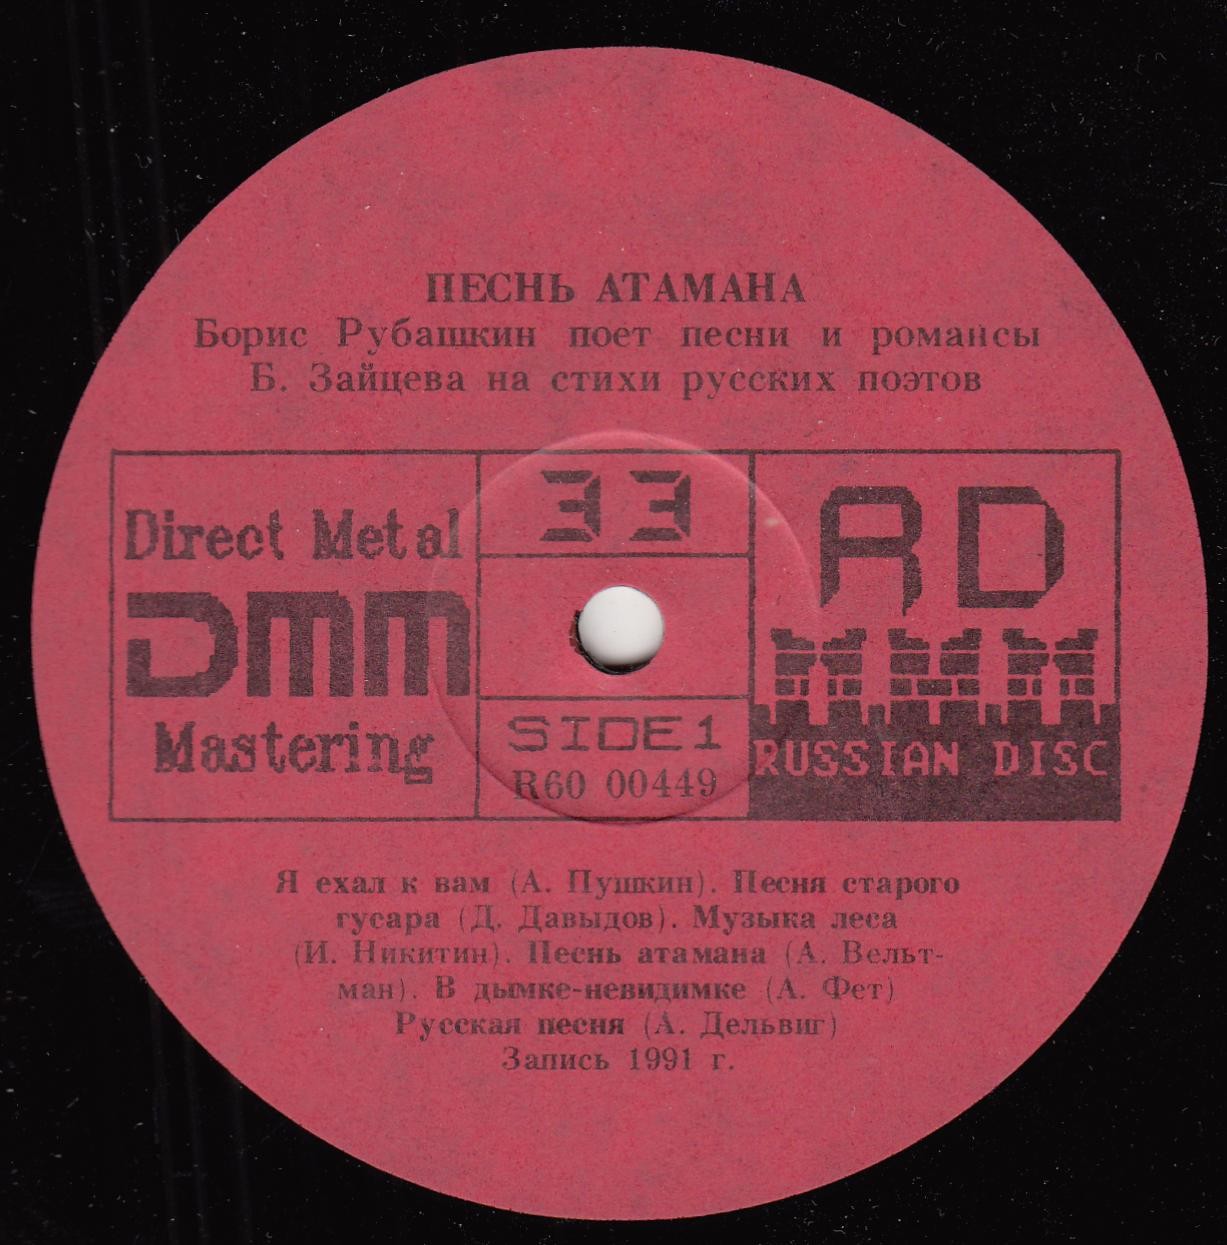 ПЕСНЬ АТАМАНА
Борис Рубашкин поет песни и романсы
Б. Зайцева на стихи русских поэтов
Direct Metal
DMM
Mastering
33
SIDE 1
R60 00449
RD
RUSSIAN DISC
Я ехал к вам (А. Пушкин). Песня старого
гусара (Д. Давыдов). Музыка леса
(И. Никитин). Песнь атамана (А. Вельт-
ман). В дымке-невидимке (А. Фет)
Русская песня (А. Дельвиг)
Запись 1991 г.